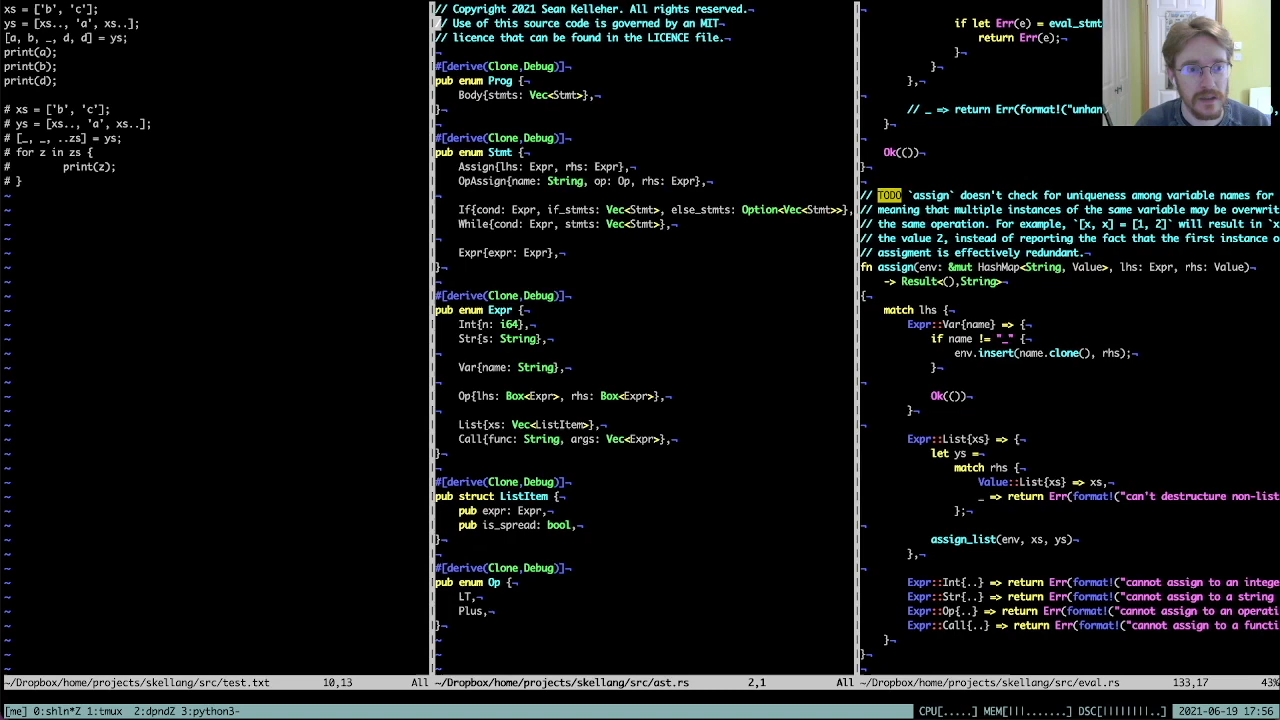 xs = ['b', 'c'];
ys = [xs.., 'a', xs..];
[a, b, _, d, d] = ys;
print(a);
print(b);
print(d);
# xs = ['b', 'c'];
# ys = [xs.., 'a', xs..];
# [_, _, ..zs] = ys;
# for z in zs {
#       print(z);
# }
~/Dropbox/home/projects/skellang/src/test.txt 10,13 All
// Copyright 2021 Sean Kelleher. All rights reserved.¬
// Use of this source code is governed by an MIT¬
// licence that can be found in the LICENCE file.¬
¬
#[derive(Clone,Debug)]¬
pub enum Prog {¬
    Body{stmts: Vec<Stmt>},¬
}¬
¬
#[derive(Clone,Debug)]¬
pub enum Stmt {¬
    Assign{lhs: Expr, rhs: Expr},¬
    OpAssign{name: String, op: Op, rhs: Expr},¬
¬
    If{cond: Expr, if_stmts: Vec<Stmt>, else_stmts: Option<Vec<Stmt>>},¬
    While{cond: Expr, stmts: Vec<Stmt>},¬
¬
    Expr{expr: Expr},¬
}¬
¬
#[derive(Clone,Debug)]¬
pub enum Expr {¬
    Int{n: i64},¬
    Str{s: String},¬
¬
    Var{name: String},¬
¬
    Op{lhs: Box<Expr>, rhs: Box<Expr>},¬
¬
    List{xs: Vec<ListItem>},¬
    Call{func: String, args: Vec<Expr>},¬
}¬
¬
#[derive(Clone,Debug)]¬
pub struct ListItem {¬
    pub expr: Expr,¬
    pub is_spread: bool,¬
}¬
¬
#[derive(Clone,Debug)]¬
pub enum Op {¬
    LT,¬
    Plus,¬
}¬
~/Dropbox/home/projects/skellang/src/ast.rs 2,1 All
if let Err(e) = eval_stmt
return Err(e);¬
}¬
}¬
},¬
¬
// _ => return Err(format!("unhan
}¬
¬
Ok(())¬
}¬
¬
// TODO `assign` doesn't check for uniqueness among variable names for
// meaning that multiple instances of the same variable may be overwrit
// the same operation. For example, `[x, x] = [1, 2]` will result in `x
// the value 2, instead of reporting the fact that the first instance o
// assigment is effectively redundant.¬
fn assign(env: &mut HashMap<String, Value>, lhs: Expr, rhs: Value)¬
    -> Result<(),String>¬
{¬
    match lhs {¬
        Expr::Var{name} => {¬
            if name != "_" {¬
                env.insert(name.clone(), rhs);¬
            }¬
¬
            Ok(())¬
        }¬
¬
        Expr::List{xs} => {¬
            let ys =¬
                match rhs {¬
                    Value::List{xs} => xs,¬
                    _ => return Err(format!("can't destructure non-list
                };¬
¬
            assign_list(env, xs, ys)¬
        },¬
¬
        Expr::Int{..} => return Err(format!("cannot assign to an intege
        Expr::Str{..} => return Err(format!("cannot assign to a string
        Expr::Op{..} => return Err(format!("cannot assign to an operati
        Expr::Call{..} => return Err(format!("cannot assign to a functi
    }¬
}¬
¬
~/Dropbox/home/projects/skellang/src/eval.rs 133,17 43%
[me] 0:shln*Z 1:tmux  2:dpndZ 3:python3- CPU[.....] MEM[|||.......] DSC[||||||||..] 2021-06-19 17:56